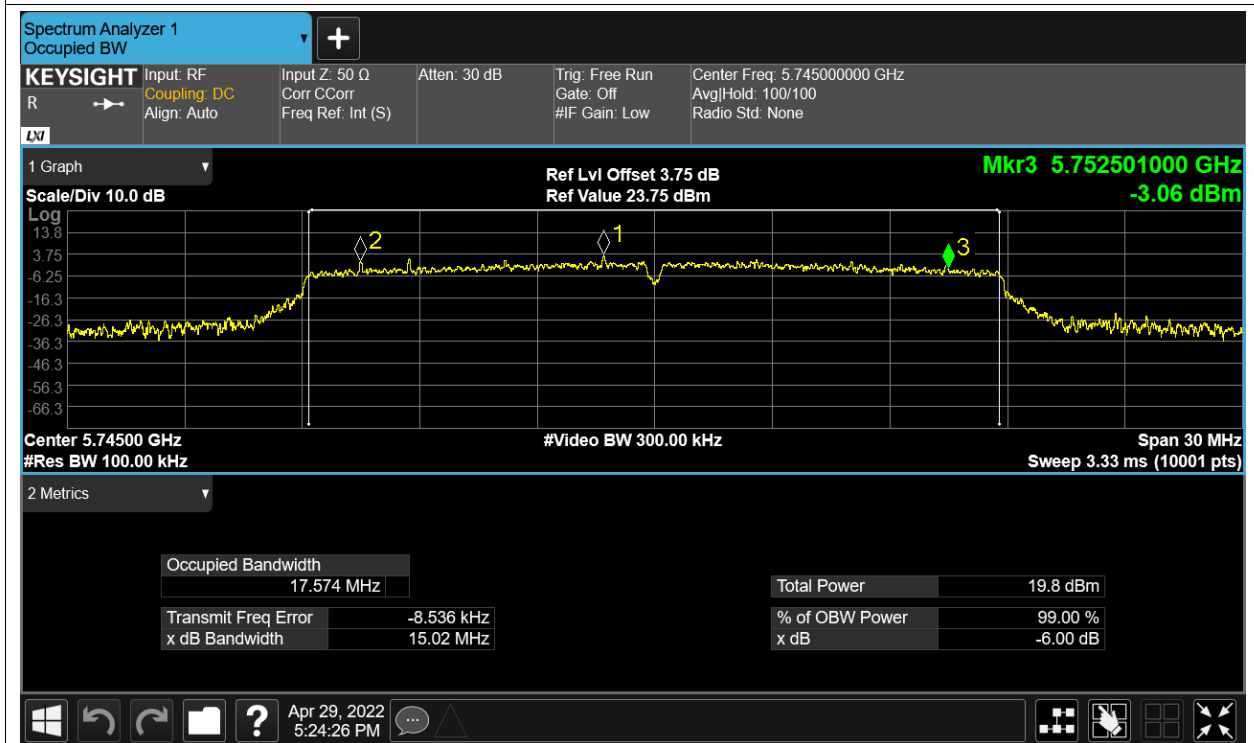 Spectrum Analyzer 1
Occupied BW
KEYSIGHT
R
LXI
Input: RF
Coupling: DC
Align: Auto
Input Z: 50 Ω
Corr CCorr
Freq Ref: Int (S)
Atten: 30 dB
Trig: Free Run
Gate: Off
#IF Gain: Low
Center Freq: 5.745000000 GHz
Avg|Hold: 100/100
Radio Std: None
1 Graph
Scale/Div 10.0 dB
Ref Lvl Offset 3.75 dB
Ref Value 23.75 dBm
Mkr3 5.752501000 GHz
-3.06 dBm
Log
13.8
3.75
-6.25
-16.3
-26.3
-36.3
-46.3
-56.3
-66.3
2
1
3
Center 5.74500 GHz
#Res BW 100.00 kHz
#Video BW 300.00 kHz
Span 30 MHz
Sweep 3.33 ms (10001 pts)
2 Metrics
Occupied Bandwidth
17.574 MHz
Transmit Freq Error -8.536 kHz
x dB Bandwidth 15.02 MHz
Total Power 19.8 dBm
% of OBW Power 99.00 %
x dB -6.00 dB
?
Apr 29, 2022
5:24:26 PM